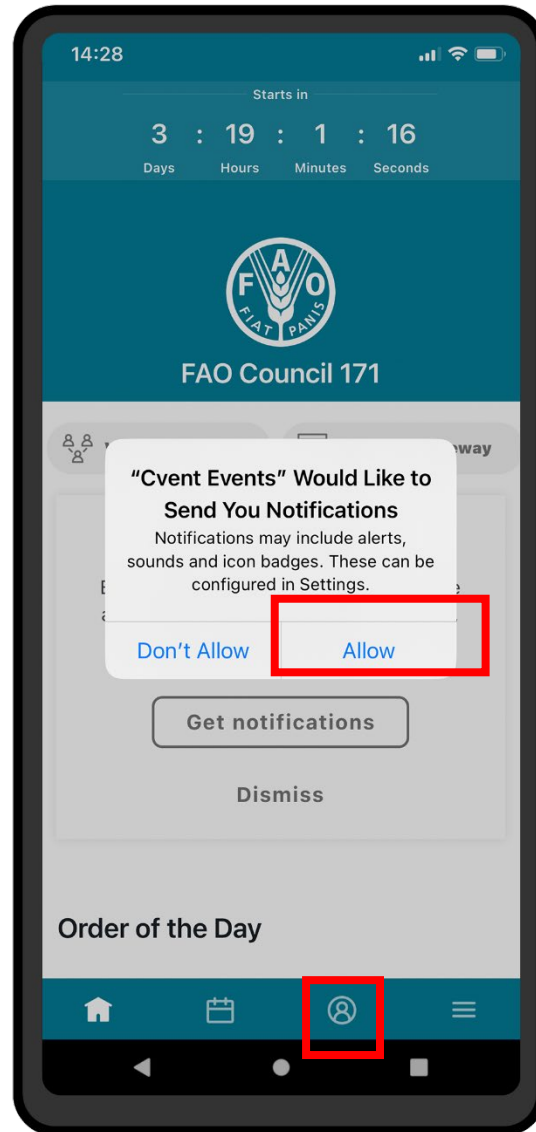 14:28
Starts in
3 : 19 : 1 : 16
Days Hours Minutes Seconds
FAO
FIAT PANIS
FAO Council 171
way
"Cvent Events" Would Like to
Send You Notifications
Notifications may include alerts,
sounds and icon badges. These can be
configured in Settings.
Don't Allow Allow
Get notifications
Dismiss
Order of the Day